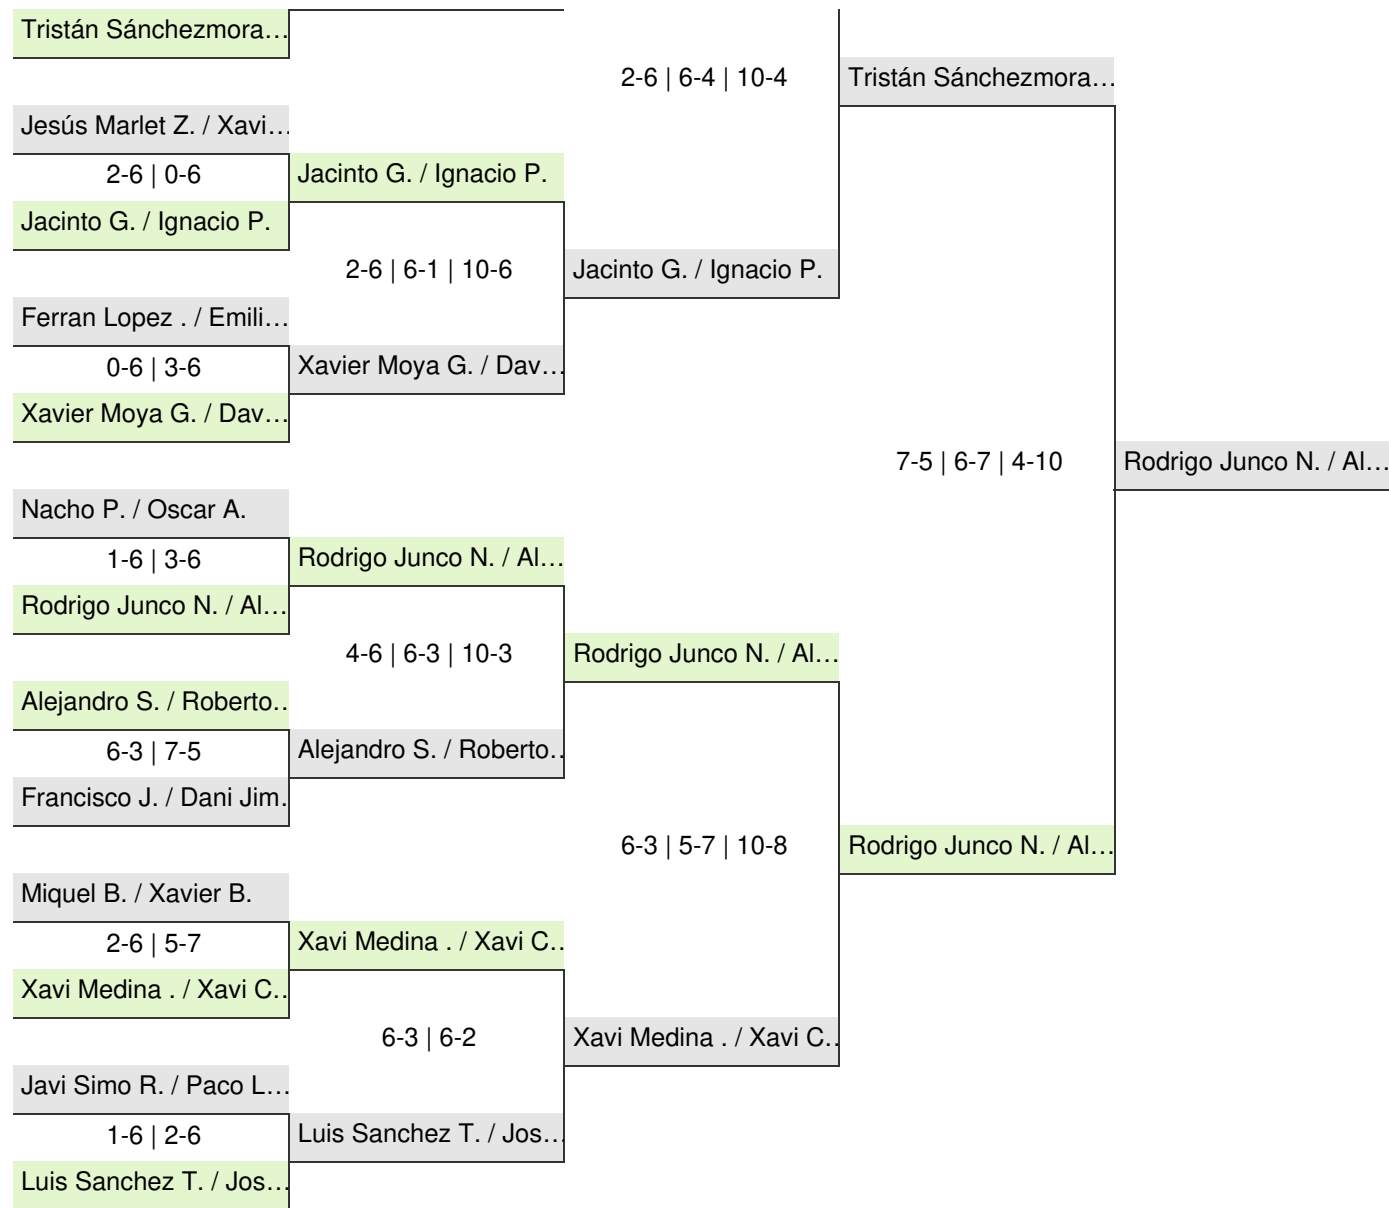 Tristán Sánchezmora…
2-6 | 6-4 | 10-4
Tristán Sánchezmora…
Jesús Marlet Z. / Xavi…
2-6 | 0-6
Jacinto G. / Ignacio P.
Jacinto G. / Ignacio P.
2-6 | 6-1 | 10-6
Jacinto G. / Ignacio P.
Ferran Lopez . / Emili…
0-6 | 3-6
Xavier Moya G. / Dav…
Xavier Moya G. / Dav…
7-5 | 6-7 | 4-10
Rodrigo Junco N. / Al…
Nacho P. / Oscar A.
1-6 | 3-6
Rodrigo Junco N. / Al…
Rodrigo Junco N. / Al…
4-6 | 6-3 | 10-3
Rodrigo Junco N. / Al…
Alejandro S. / Roberto…
6-3 | 7-5
Alejandro S. / Roberto…
Francisco J. / Dani Jim…
6-3 | 5-7 | 10-8
Rodrigo Junco N. / Al…
Miquel B. / Xavier B.
2-6 | 5-7
Xavi Medina . / Xavi C…
Xavi Medina . / Xavi C…
6-3 | 6-2
Xavi Medina . / Xavi C…
Javi Simo R. / Paco L…
1-6 | 2-6
Luis Sanchez T. / Jos…
Luis Sanchez T. / Jos…